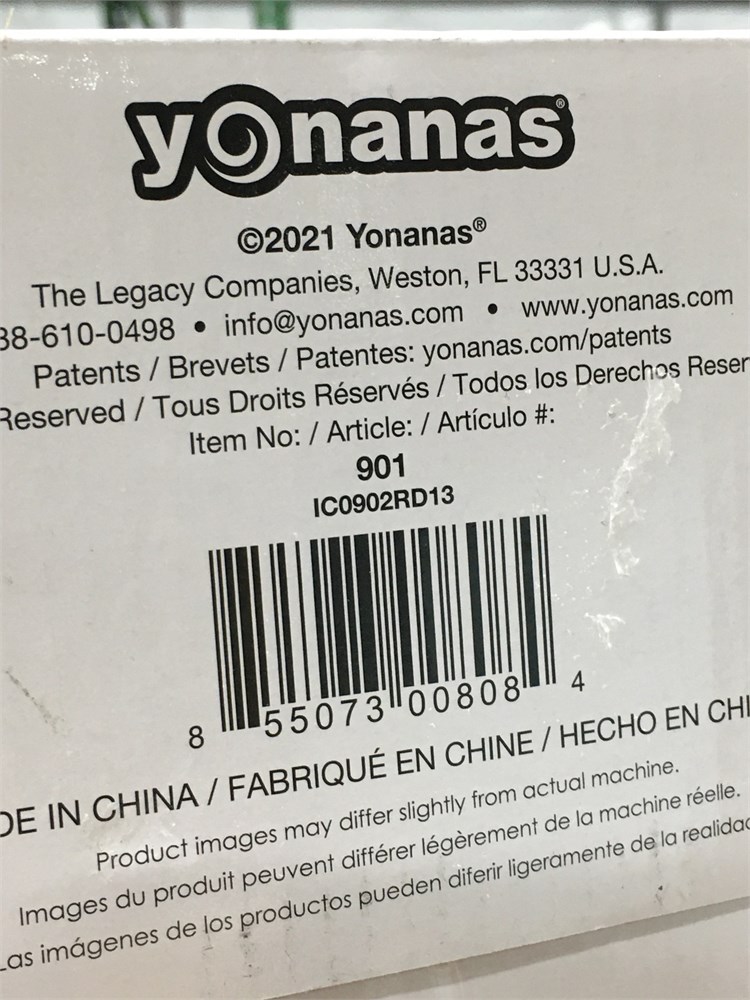 yonanas®
©2021 Yonanas®
The Legacy Companies, Weston, FL 33331 U.S.A.
38-610-0498 • info@yonanas.com • www.yonanas.com
Patents / Brevets / Patentes: yonanas.com/patents
Reserved / Tous Droits Réservés / Todos los Derechos Reser
Item No: / Article: / Artículo #:
901
IC0902RD13
8 55073 00808 4
DE IN CHINA / FABRIQUÉ EN CHINE / HECHO EN CHI
Product images may differ slightly from actual machine.
Images du produit peuvent différer légèrement de la machine réelle.
Las imágenes de los productos pueden diferir ligeramente de la realidad